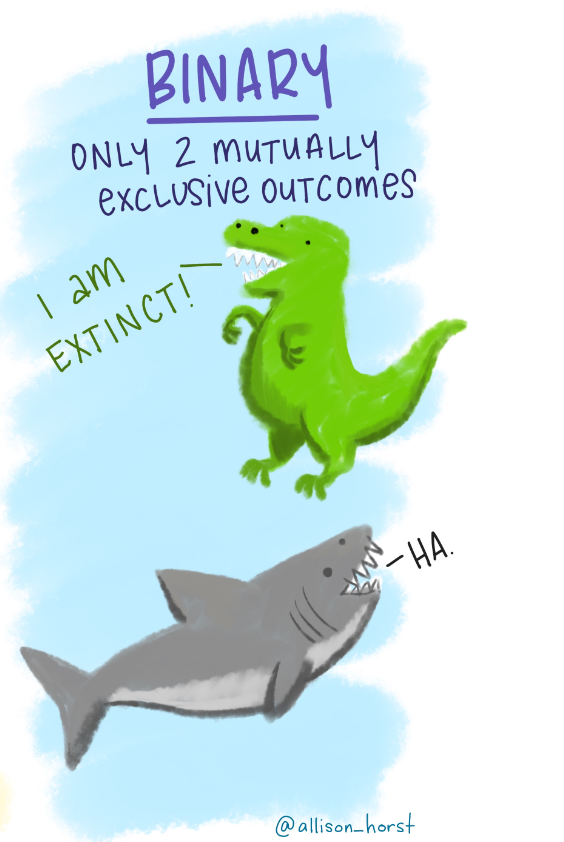 BINARY
ONLY 2 MUTUALLY
exCLUSive OUTCOMES
I am
EXTINCT!
HA.
@allison_horst